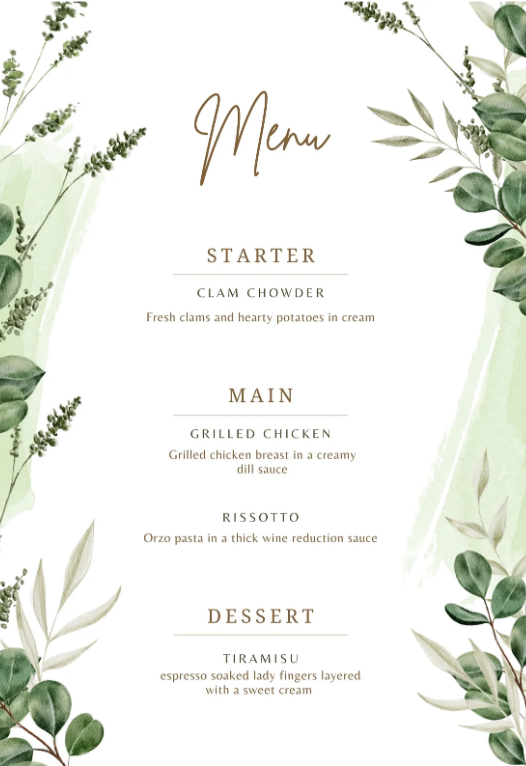 Menu
STARTER
CLAM CHOWDER
Fresh clams and hearty potatoes in cream
MAIN
GRILLED CHICKEN
Grilled chicken breast in a creamy
dill sauce
RISSOTTO
Orzo pasta in a thick wine reduction sauce
DESSERT
TIRAMISU
espresso soaked lady fingers layered
with a sweet cream